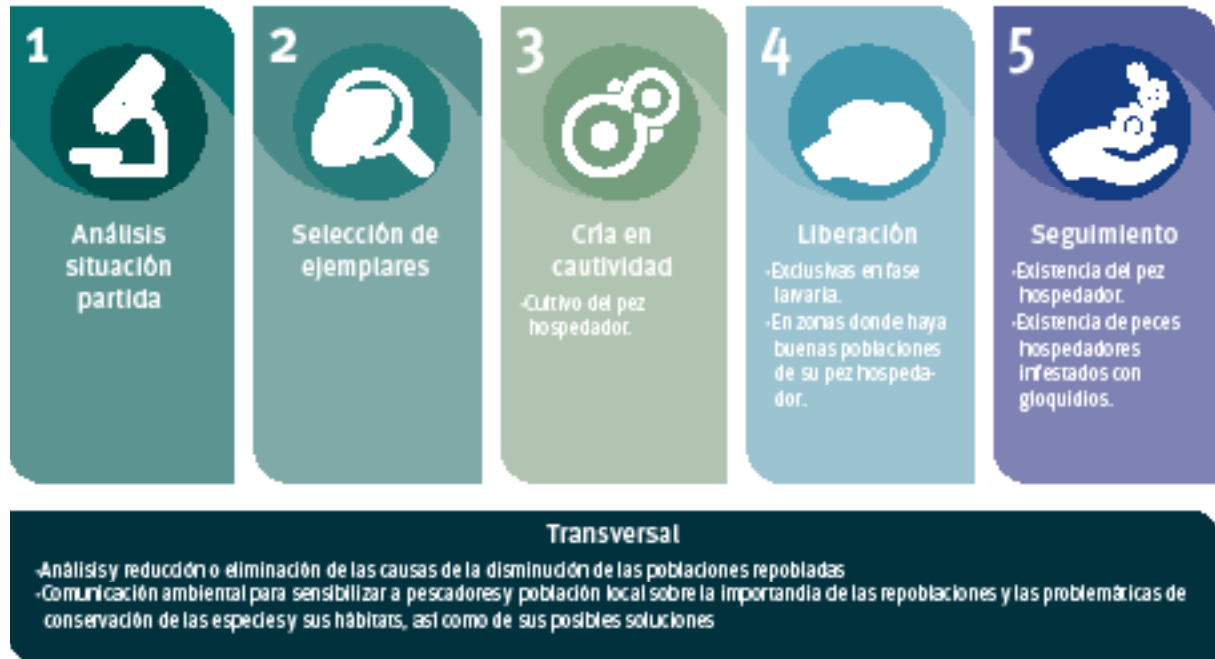 1
Análisis
situación
partida
2
Selección de
ejemplares
3
Cría en
cautividad
-Cultivo del pez
hospedador.
4
Liberación
-Exclusivas en fase
larvaria.
-En zonas donde haya
buenas poblaciones
de su pez hospeda-
dor.
5
Seguimiento
-Existencia del pez
hospedador.
-Existencia de peces
hospedadores
infestados con
gloquidios.
Transversal
-Análisis y reducción o eliminación de las causas de la disminución de las poblaciones repobladas
-Comunicación ambiental para sensibilizar a pescadores y población local sobre la importandia de las repoblaciones y las problemáticas de
conservación de las especies y sus hábitats, así como de sus posibles soluciones